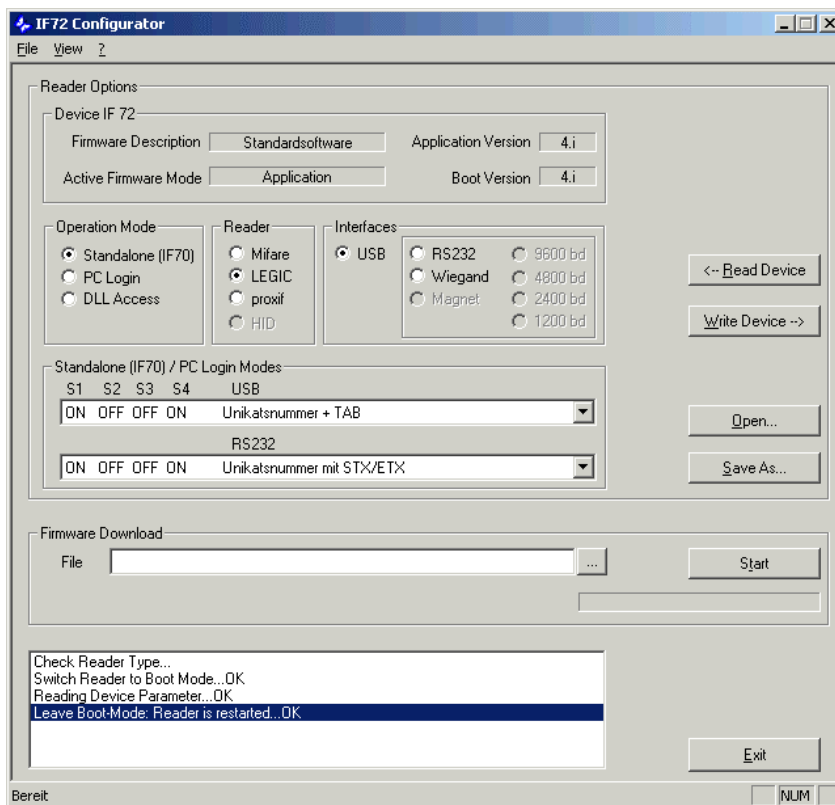 IF72 Configurator
File View ?
Reader Options
Device IF 72
Firmware Description Standardsoftware Application Version 4.i
Active Firmware Mode Application Boot Version 4.i
Operation Mode
Standalone (IF70)
PC Login
DLL Access
Reader
Mifare
LEGIC
proxif
HID
Interfaces
USB
RS232
Wiegand
Magnet
9600 bd
4800 bd
2400 bd
1200 bd
<-- Read Device
Write Device -->
Standalone (IF70) / PC Login Modes
S1 S2 S3 S4 USB
ON OFF OFF ON Unikatsnummer + TAB
RS232
ON OFF OFF ON Unikatsnummer mit STX/ETX
Open...
Save As...
Firmware Download
File ... Start
Check Reader Type...
Switch Reader to Boot Mode...OK
Reading Device Parameter...OK
Leave Boot-Mode: Reader is restarted...OK
Exit
Bereit NUM